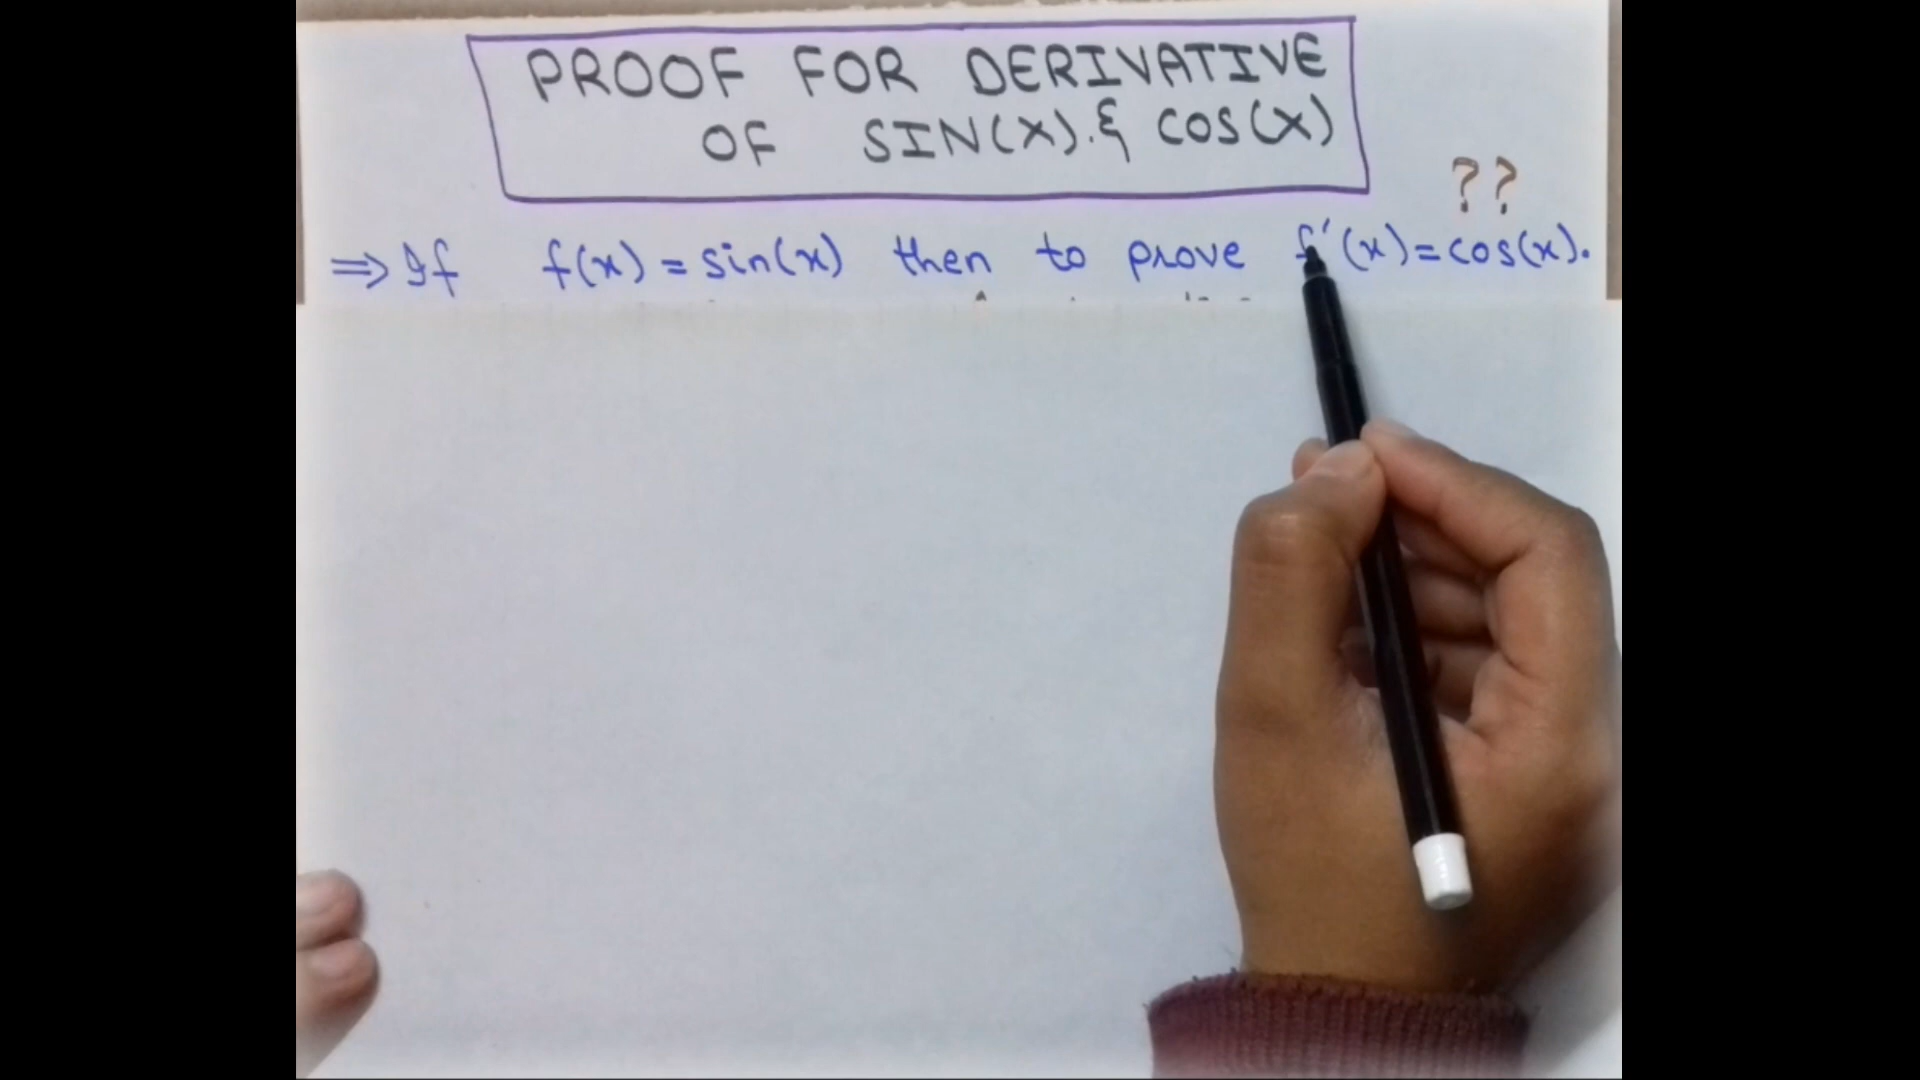 PROOF FOR DERIVATIVE
OF SIN(X).& COS(X)
??
⇒ If f(x) = sin(x) then to prove f'(x)=cos(x).